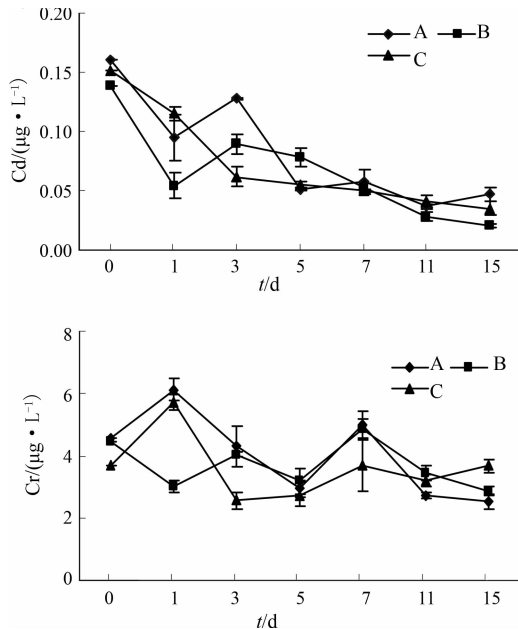 0.20
A B
C
0.15
0.10
0.05
0.00
Cd/(μg・L⁻¹)
0 1 3 5 7 11 15
t/d
8
A B
C
6
4
2
0
Cr/(μg・L⁻¹)
0 1 3 5 7 11 15
t/d